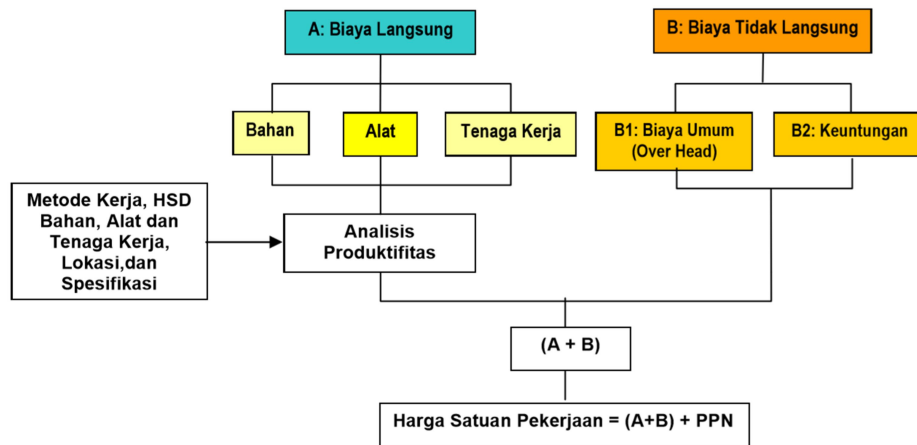 A: Biaya Langsung
B: Biaya Tidak Langsung
Bahan
Alat
Tenaga Kerja
B1: Biaya Umum
(Over Head)
B2: Keuntungan
Metode Kerja, HSD
Bahan, Alat dan
Tenaga Kerja,
Lokasi,dan
Spesifikasi
Analisis
Produktifitas
(A + B)
Harga Satuan Pekerjaan = (A+B) + PPN